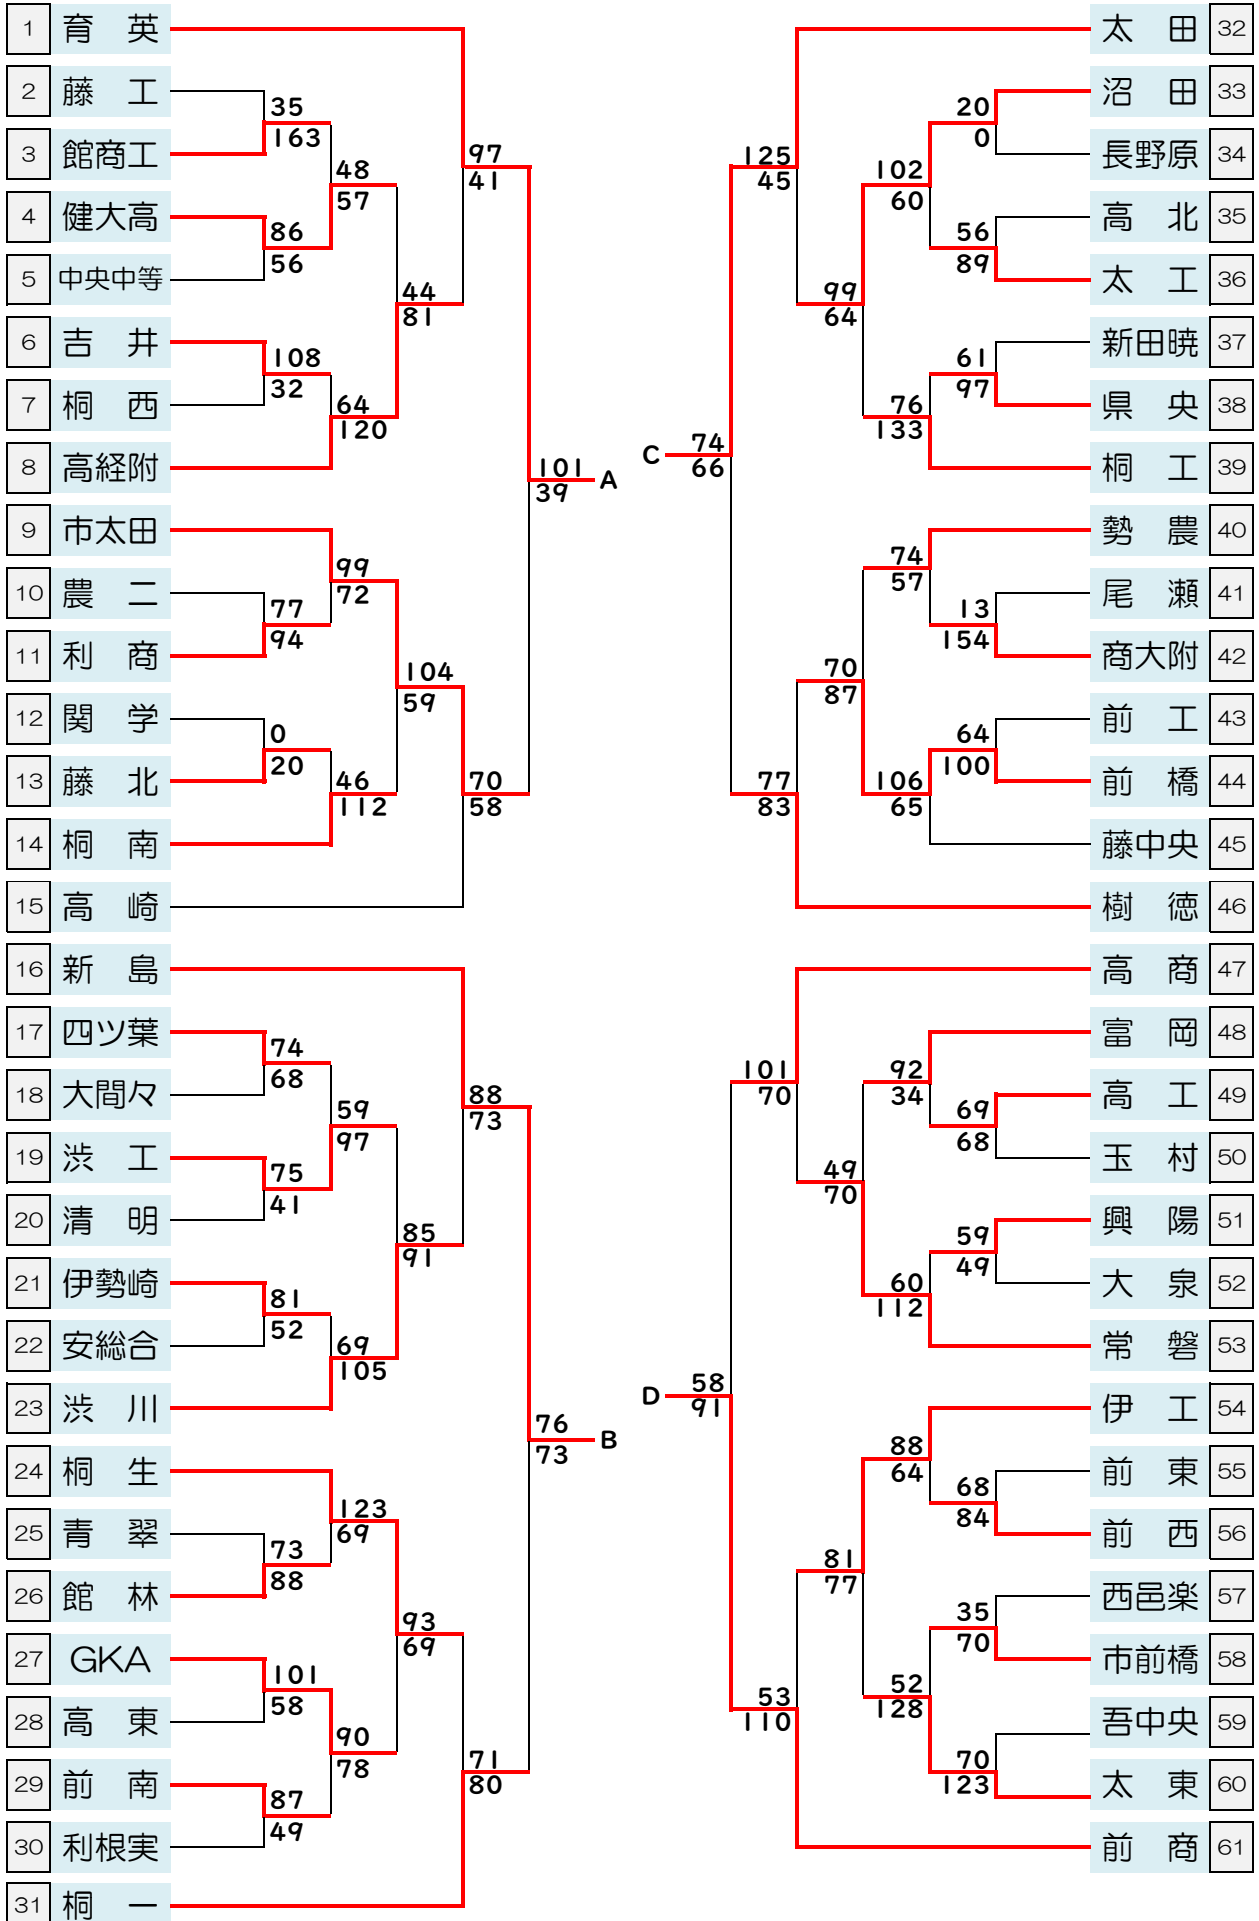 1 育 英
2 藤 工
35
163
3 館商工
48
57
97
41
4 健大高
86
56
5 中央中等
44
81
6 吉 井
108
32
7 桐 西
64
120
8 高経附
101
39
A
9 市太田
99
72
10 農 二
77
94
11 利 商
104
59
12 関 学
0
20
13 藤 北
46
112
70
58
14 桐 南
15 高 崎
16 新 島
17 四ツ葉
74
68
18 大間々
59
97
88
73
19 渋 工
75
41
20 清 明
85
91
21 伊勢崎
81
52
22 安総合
69
105
23 渋 川
76
73
B
24 桐 生
123
69
25 青 翠
73
88
26 館 林
93
69
27 GKA
101
58
28 高 東
90
78
29 前 南
87
49
71
80
30 利根実
31 桐 一
太 田 32
沼 田 33
20
0
長野原 34
125
45
102
60
高 北 35
56
89
太 工 36
99
64
新田暁 37
61
97
県 央 38
76
133
桐 工 39
C
74
66
勢 農 40
74
57
尾 瀬 41
13
154
商大附 42
70
87
前 工 43
64
100
前 橋 44
77
83
106
65
藤中央 45
樹 徳 46
高 商 47
富 岡 48
101
70
92
34
高 工 49
69
68
玉 村 50
49
70
興 陽 51
59
49
大 泉 52
60
112
常 磐 53
D
58
91
伊 工 54
88
64
前 東 55
68
84
前 西 56
81
77
西邑楽 57
35
70
市前橋 58
53
110
52
128
吾中央 59
70
123
太 東 60
前 商 61